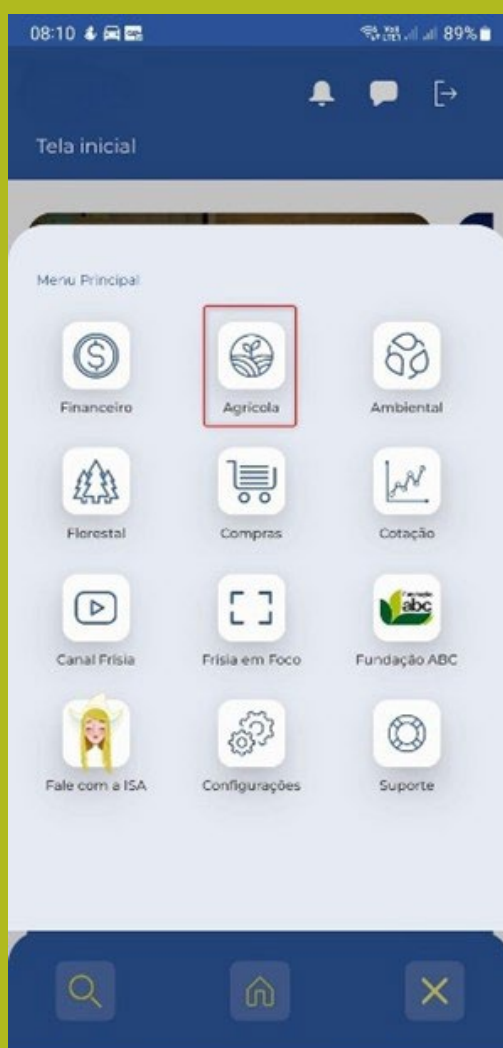 08:10 89%
Tela inicial
Menu Principal
Financeiro Agrícola Ambiental
Florestal Compras Cotação
abc
Canal Frísia Frísia em Foco Fundação ABC
Fale com a ISA Configurações Suporte